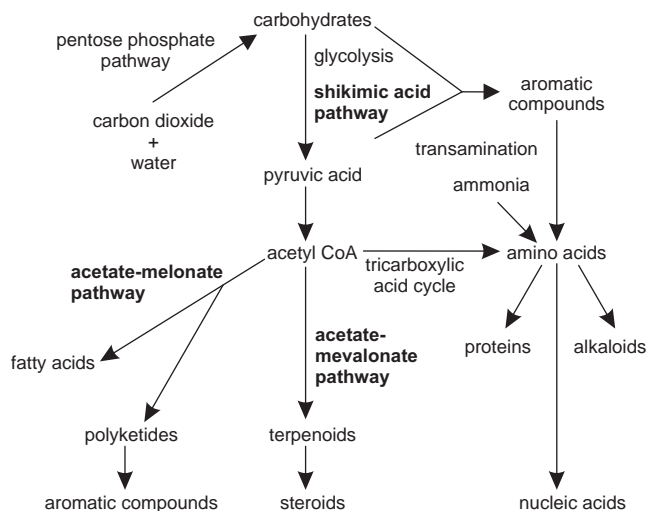 carbohydrates
pentose phosphate
pathway
glycolysis
shikimic acid
pathway
aromatic
compounds
carbon dioxide
+
water
transamination
pyruvic acid
ammonia
acetyl CoA
tricarboxylic
acid cycle
amino acids
acetate-melonate
pathway
acetate-
mevalonate
pathway
proteins
alkaloids
fatty acids
polyketides
terpenoids
aromatic compounds
steroids
nucleic acids